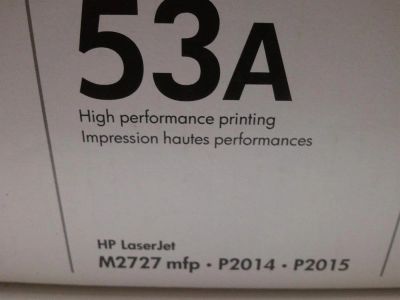 53A
High performance printing
Impression hautes performances
HP LaserJet
M2727 mfp • P2014 • P2015